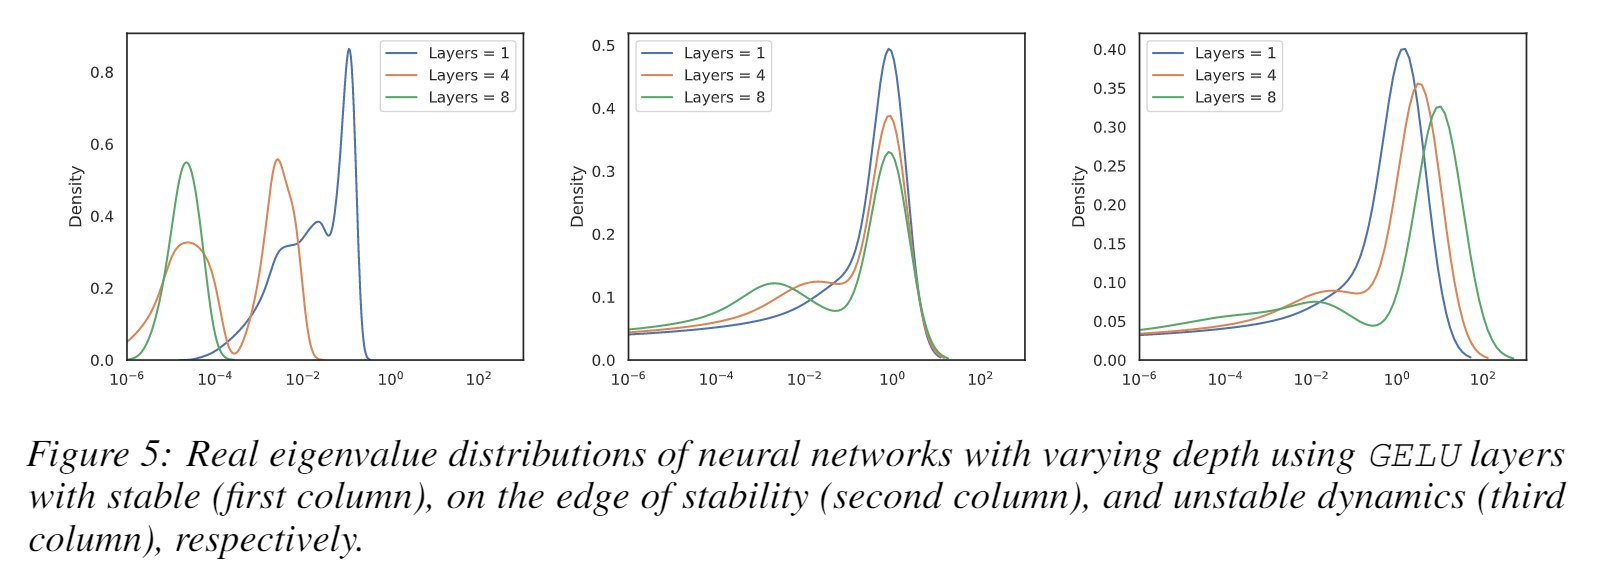 Layers = 1
Layers = 4
Layers = 8
Density
0.8
0.6
0.4
0.2
0.0
10⁻⁶ 10⁻⁴ 10⁻² 10⁰ 10²
Layers = 1
Layers = 4
Layers = 8
Density
0.5
0.4
0.3
0.2
0.1
0.0
10⁻⁶ 10⁻⁴ 10⁻² 10⁰ 10²
Layers = 1
Layers = 4
Layers = 8
Density
0.40
0.35
0.30
0.25
0.20
0.15
0.10
0.05
0.00
10⁻⁶ 10⁻⁴ 10⁻² 10⁰ 10²
Figure 5: Real eigenvalue distributions of neural networks with varying depth using GELU layers
with stable (first column), on the edge of stability (second column), and unstable dynamics (third
column), respectively.